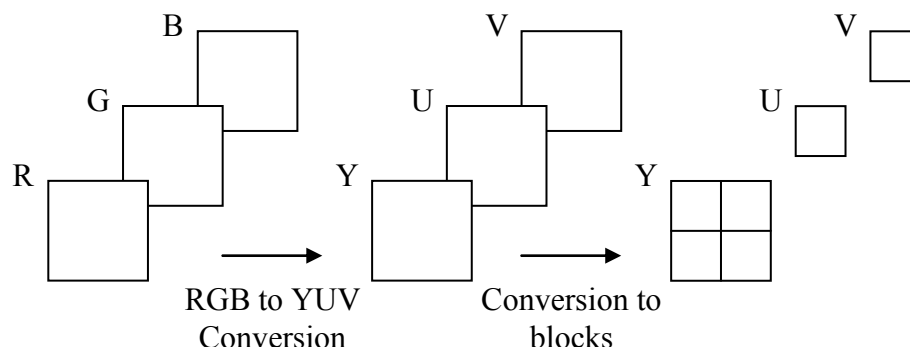 B
V
V
G
U
U
R
Y
Y
RGB to YUV
Conversion
Conversion to
blocks